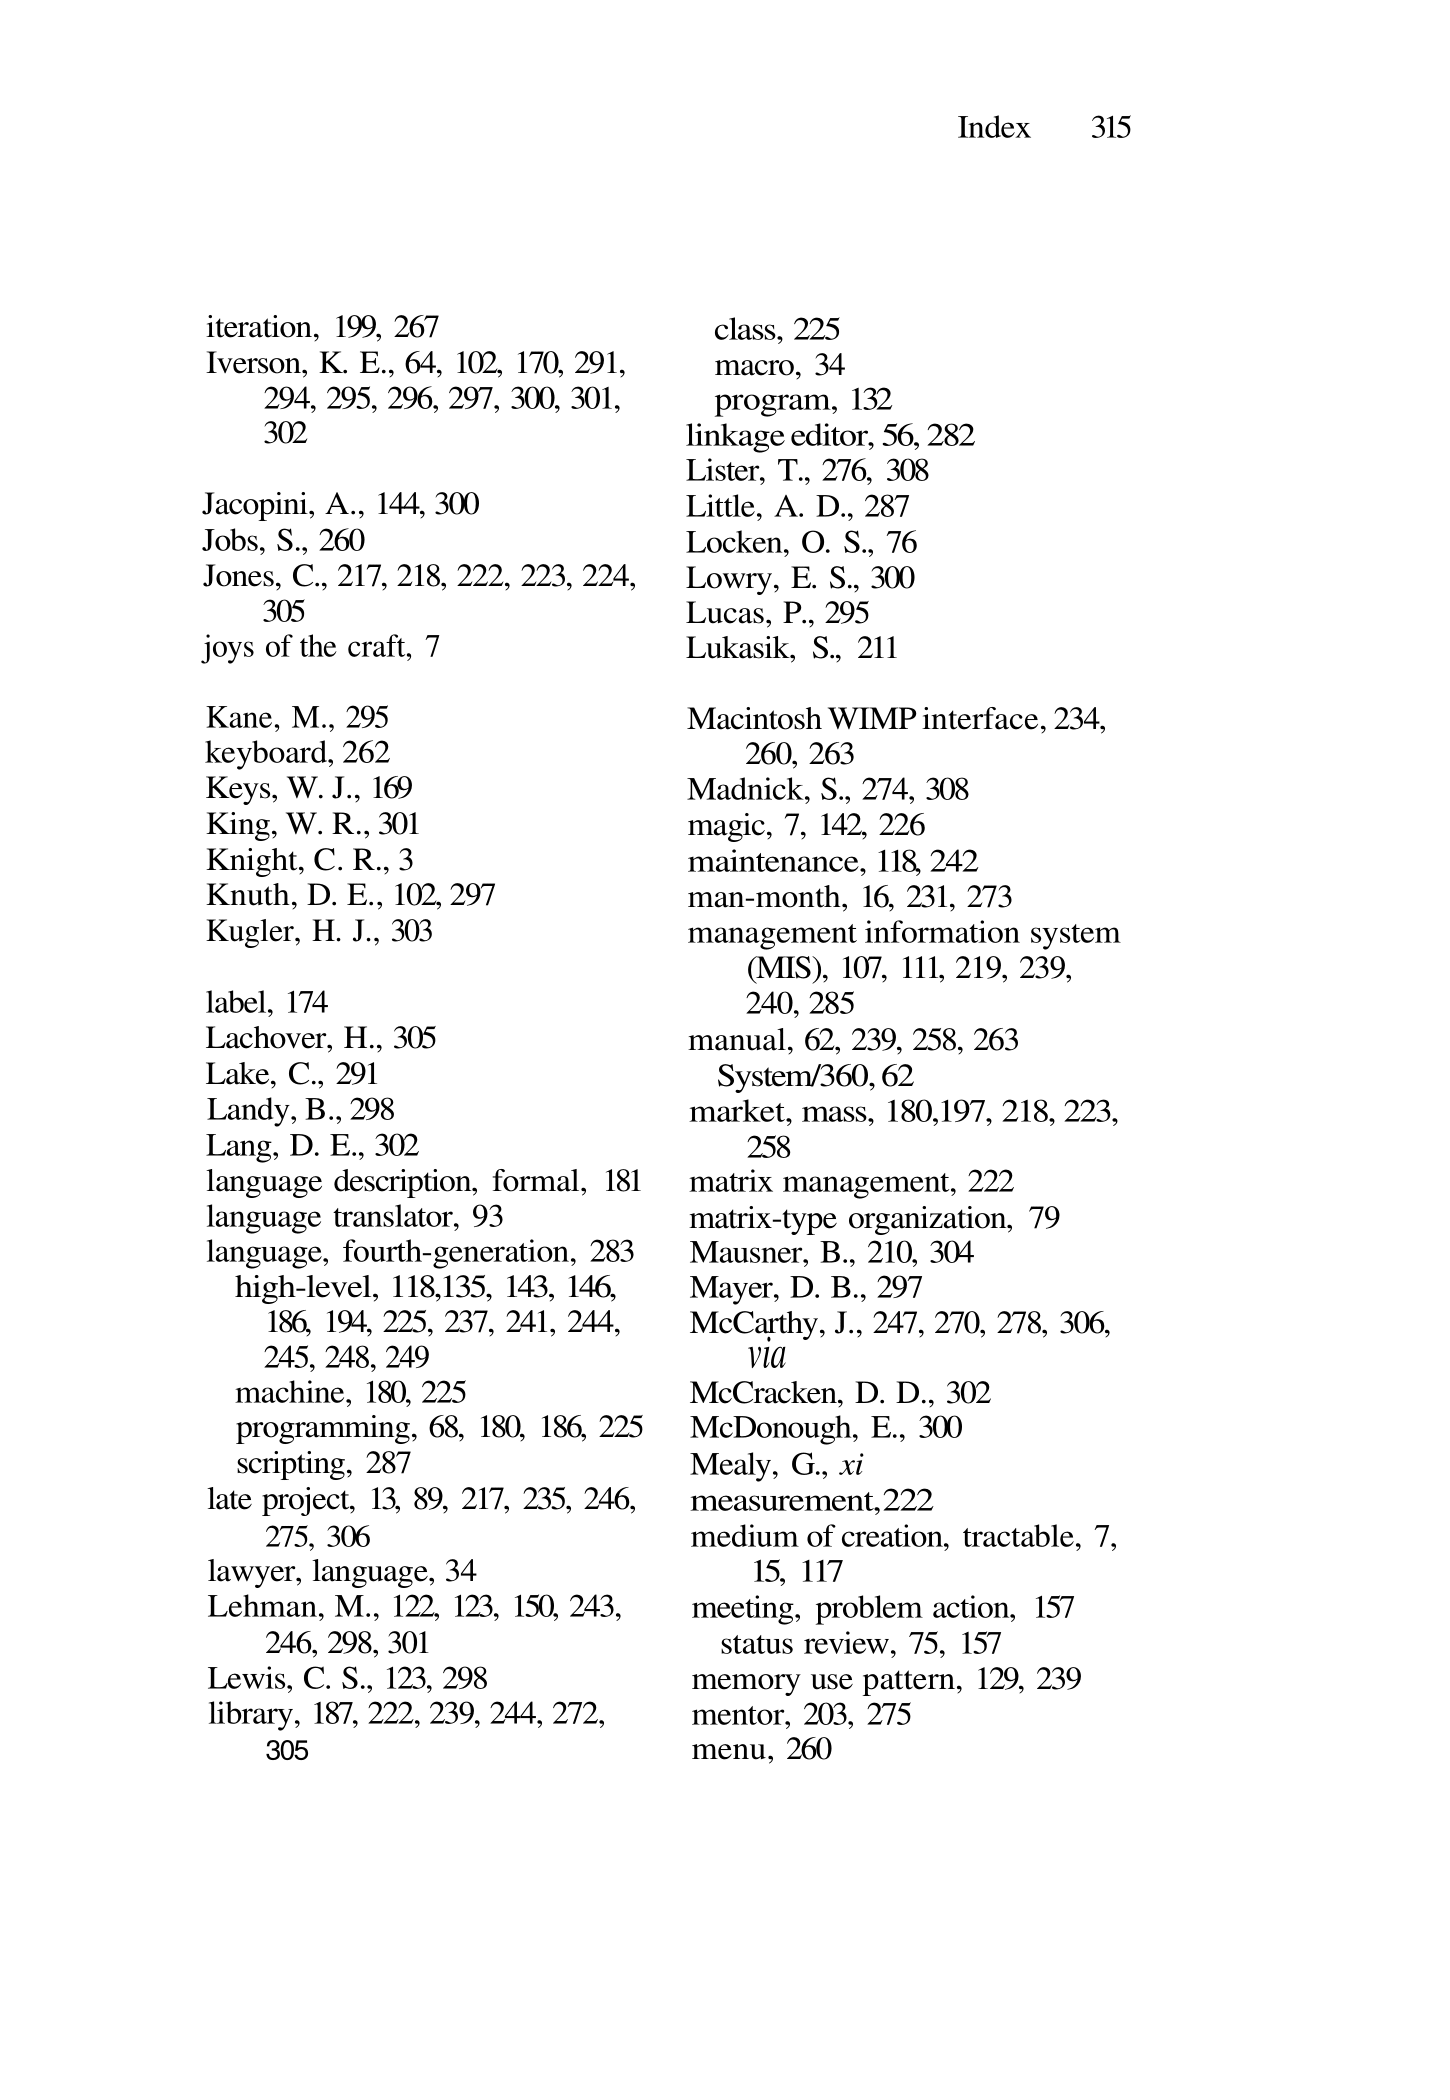 Index 315
iteration, 199, 267
Iverson, K. E., 64, 102, 170, 291,
294, 295, 296, 297, 300, 301,
302
Jacopini, A., 144, 300
Jobs, S., 260
Jones, C., 217, 218, 222, 223, 224,
305
joys of the craft, 7
Kane, M., 295
keyboard, 262
Keys, W. J., 169
King, W. R., 301
Knight, C. R., 3
Knuth, D. E., 102, 297
Kugler, H. J., 303
label, 174
Lachover, H., 305
Lake, C., 291
Landy, B., 298
Lang, D. E., 302
language description, formal, 181
language translator, 93
language, fourth-generation, 283
high-level, 118,135, 143, 146,
186, 194, 225, 237, 241, 244,
245, 248, 249
machine, 180, 225
programming, 68, 180, 186, 225
scripting, 287
late project, 13, 89, 217, 235, 246,
275, 306
lawyer, language, 34
Lehman, M., 122, 123, 150, 243,
246, 298, 301
Lewis, C. S., 123, 298
library, 187, 222, 239, 244, 272,
305
class, 225
macro, 34
program, 132
linkage editor, 56, 282
Lister, T., 276, 308
Little, A. D., 287
Locken, O. S., 76
Lowry, E. S., 300
Lucas, P., 295
Lukasik, S., 211
Macintosh WIMP interface, 234,
260, 263
Madnick, S., 274, 308
magic, 7, 142, 226
maintenance, 118, 242
man-month, 16, 231, 273
management information system
(MIS), 107, 111, 219, 239,
240, 285
manual, 62, 239, 258, 263
System/360, 62
market, mass, 180,197, 218, 223,
258
matrix management, 222
matrix-type organization, 79
Mausner, B., 210, 304
Mayer, D. B., 297
McCarthy, J., 247, 270, 278, 306,
via
McCracken, D. D., 302
McDonough, E., 300
Mealy, G., xi
measurement,222
medium of creation, tractable, 7,
15, 117
meeting, problem action, 157
status review, 75, 157
memory use pattern, 129, 239
mentor, 203, 275
menu, 260